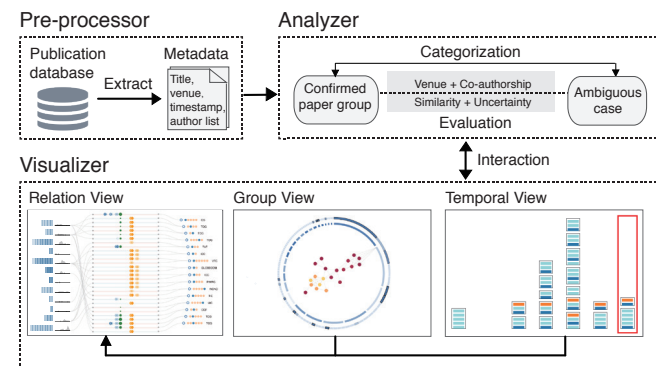 Pre-processor
Analyzer
Publication
database
Metadata
Extract
Title,
venue,
timestamp,
author list
Categorization
Confirmed
paper group
Venue + Co-authorship
Similarity + Uncertainty
Ambiguous
case
Evaluation
Visualizer
Interaction
Relation View
Group View
Temporal View